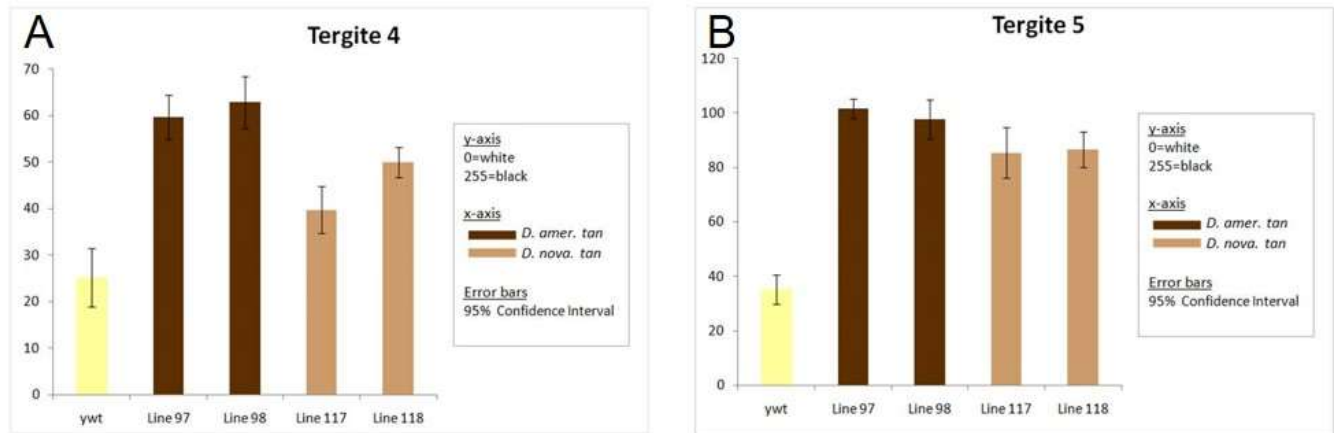 A
Tergite 4
70
60
50
40
30
20
10
0
ywt Line 97 Line 98 Line 117 Line 118
y-axis
0=white
255=black
x-axis
D. amer. tan
D. nova. tan
Error bars
95% Confidence Interval
B
Tergite 5
120
100
80
60
40
20
0
ywt Line 97 Line 98 Line 117 Line 118
y-axis
0=white
255=black
x-axis
D. amer. tan
D. nova. tan
Error bars
95% Confidence Interval